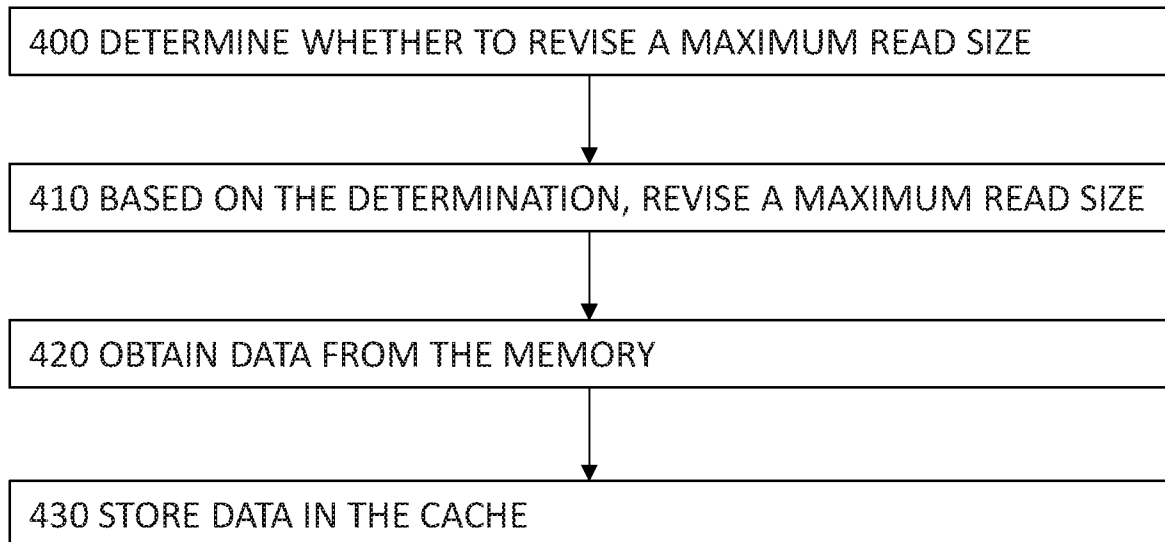 400 DETERMINE WHETHER TO REVISE A MAXIMUM READ SIZE
410 BASED ON THE DETERMINATION, REVISE A MAXIMUM READ SIZE
420 OBTAIN DATA FROM THE MEMORY
430 STORE DATA IN THE CACHE